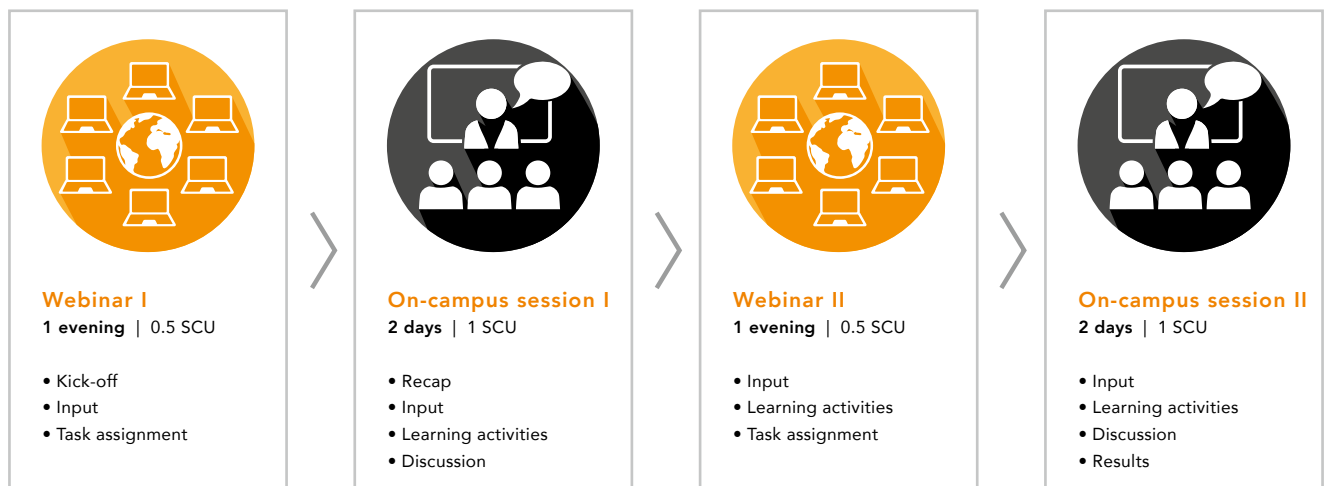 Webinar I
1 evening | 0.5 SCU
• Kick-off
• Input
• Task assignment
On-campus session I
2 days | 1 SCU
• Recap
• Input
• Learning activities
• Discussion
Webinar II
1 evening | 0.5 SCU
• Input
• Learning activities
• Task assignment
On-campus session II
2 days | 1 SCU
• Input
• Learning activities
• Discussion
• Results